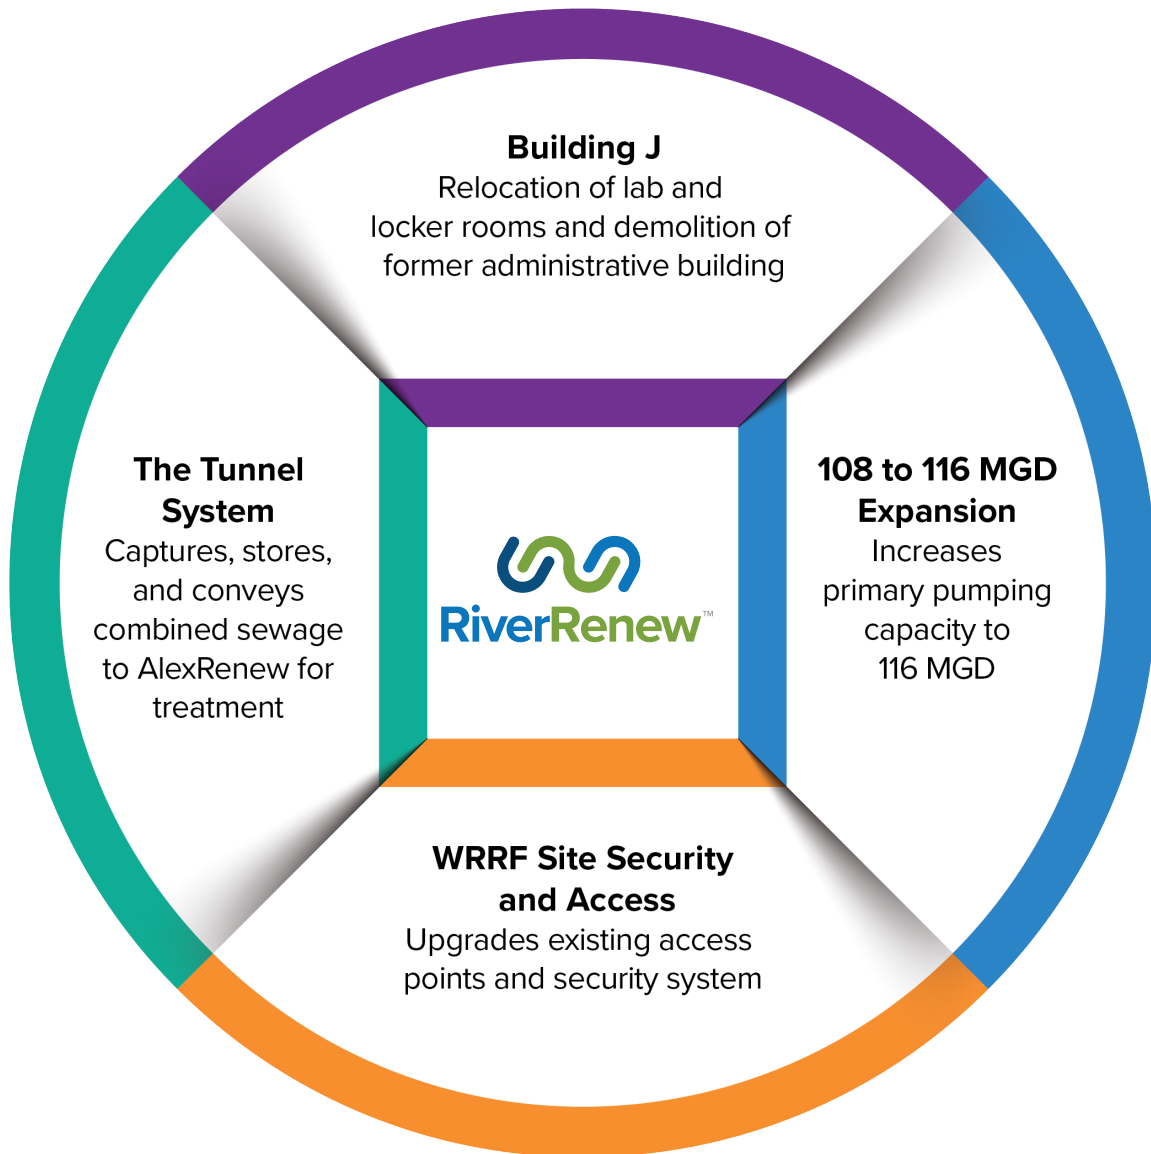 Building J
Relocation of lab and
locker rooms and demolition of
former administrative building
The Tunnel
System
Captures, stores,
and conveys
combined sewage
to AlexRenew for
treatment
RiverRenew™
108 to 116 MGD
Expansion
Increases
primary pumping
capacity to
116 MGD
WRRF Site Security
and Access
Upgrades existing access
points and security system